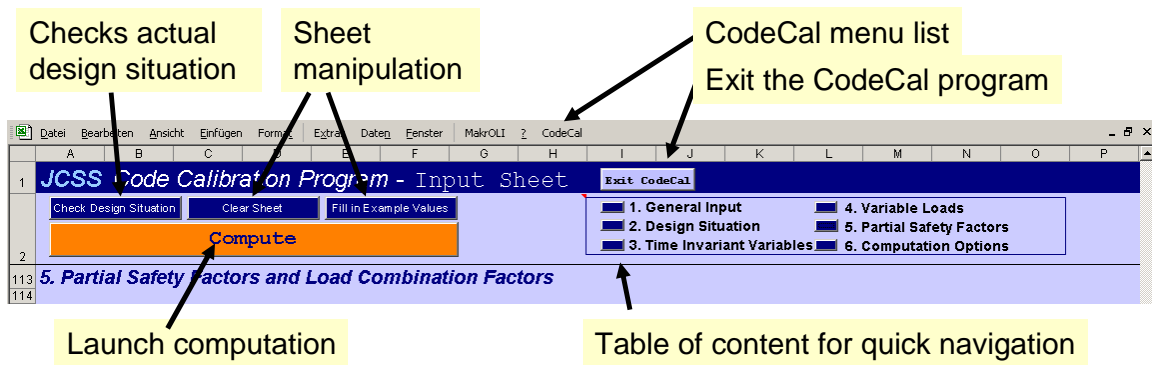 Checks actual
design situation
Sheet
manipulation
CodeCal menu list
Exit the CodeCal program
Datei Bearbeiten Ansicht Einfügen Format Extras Daten Fenster MakrOLI ? CodeCal
A B C D E F G H I J K L M N O P
1 JCSS Code Calibration Program - Input Sheet Exit CodeCal
Check Design Situation Clear Sheet Fill in Example Values
Compute
1. General Input 4. Variable Loads
2. Design Situation 5. Partial Safety Factors
3. Time Invariant Variables 6. Computation Options
2
113 5. Partial Safety Factors and Load Combination Factors
114
Launch computation
Table of content for quick navigation